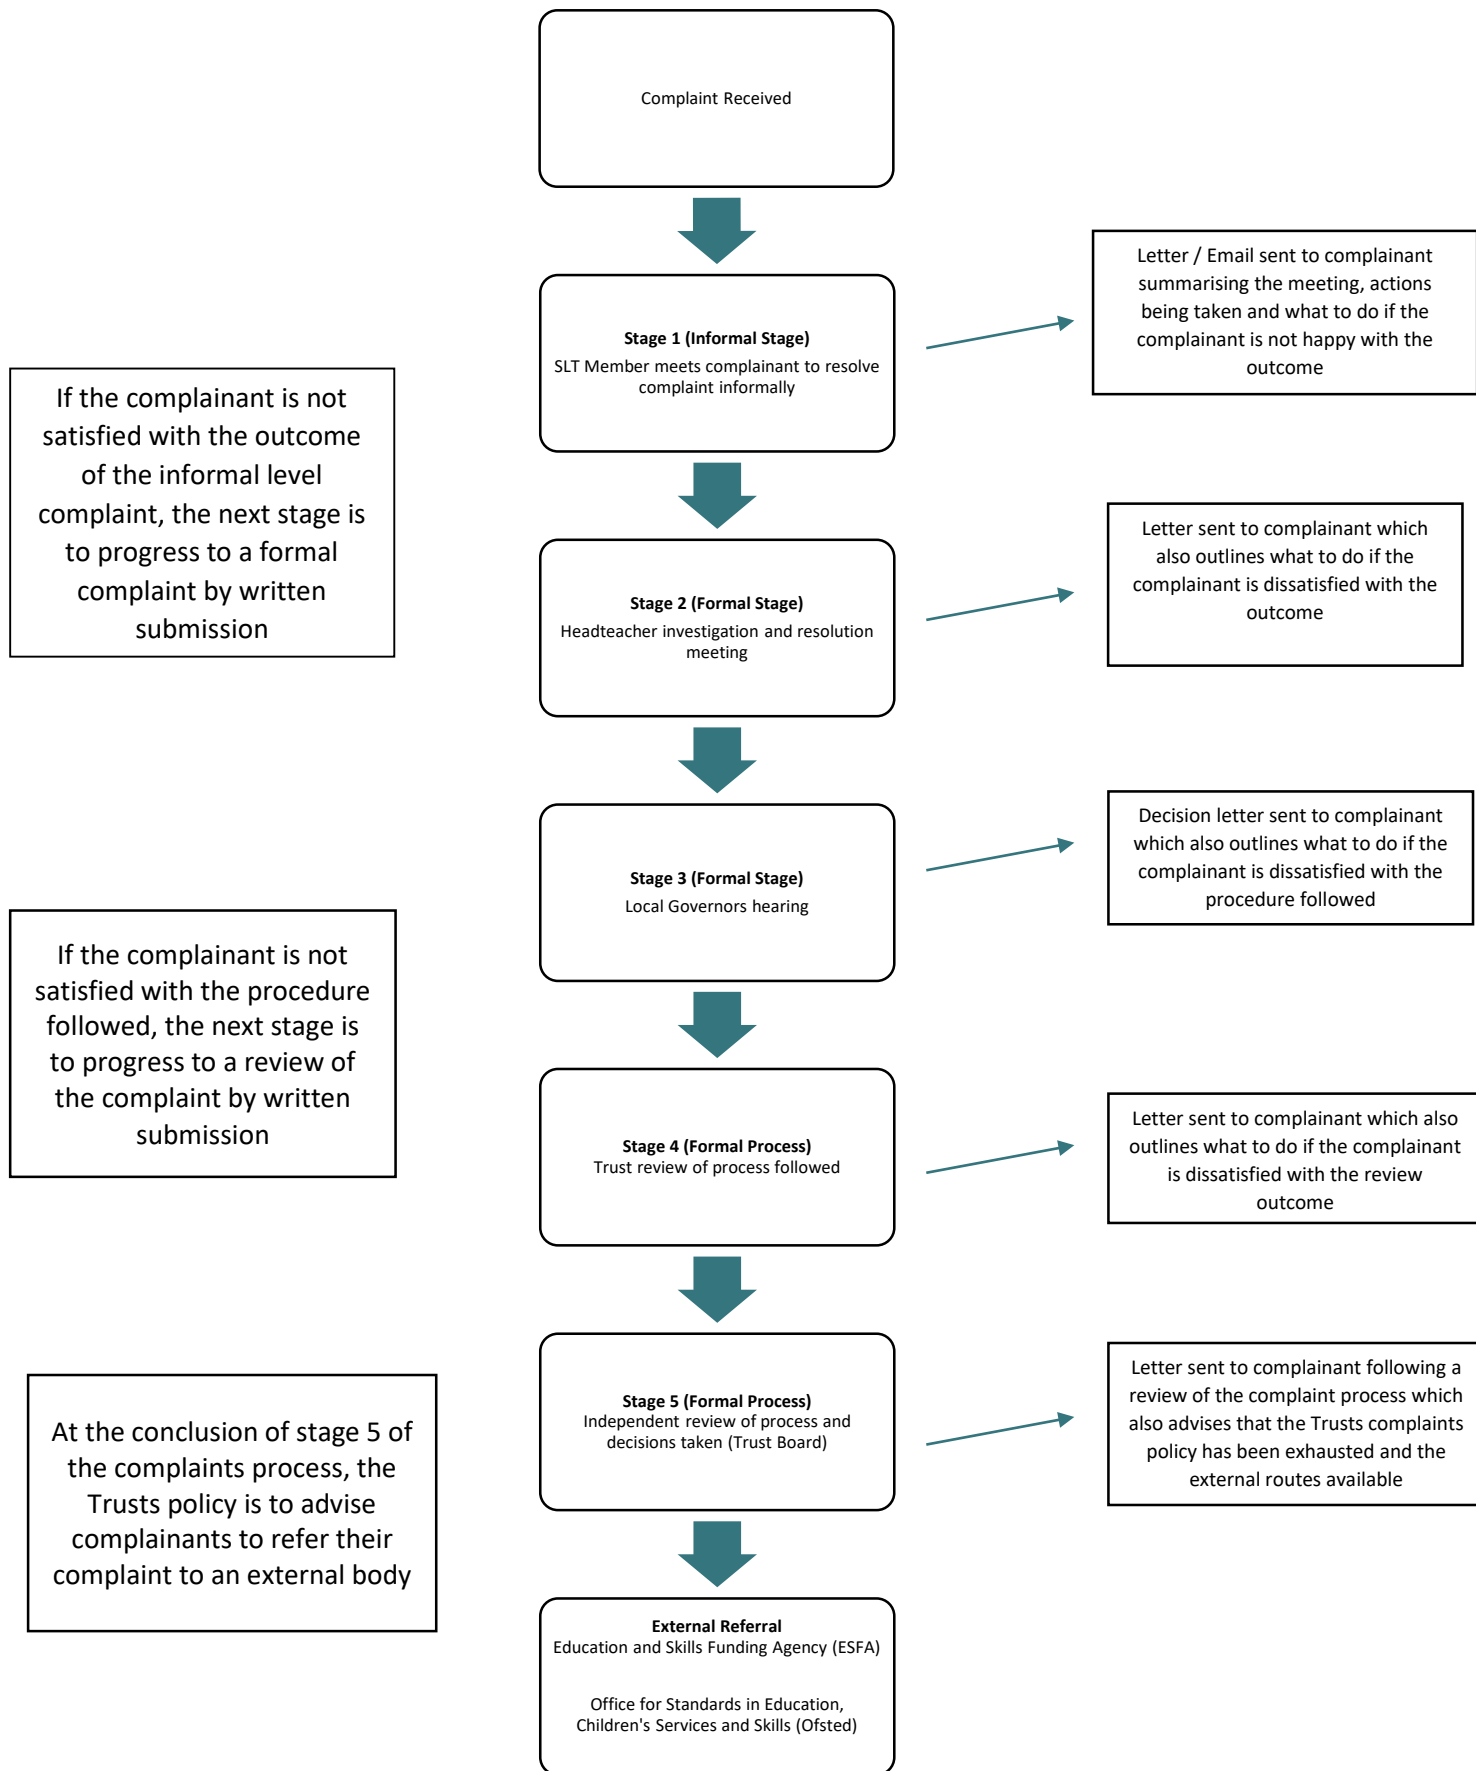 Complaint Received
Letter / Email sent to complainant
summarising the meeting, actions
being taken and what to do if the
complainant is not happy with the
outcome
Stage 1 (Informal Stage)
SLT Member meets complainant to resolve
complaint informally
If the complainant is not
satisfied with the outcome
of the informal level
complaint, the next stage is
to progress to a formal
complaint by written
submission
Letter sent to complainant which
also outlines what to do if the
complainant is dissatisfied with the
outcome
Stage 2 (Formal Stage)
Headteacher investigation and resolution
meeting
Decision letter sent to complainant
which also outlines what to do if the
complainant is dissatisfied with the
procedure followed
Stage 3 (Formal Stage)
Local Governors hearing
If the complainant is not
satisfied with the procedure
followed, the next stage is
to progress to a review of
the complaint by written
submission
Letter sent to complainant which also
outlines what to do if the complainant
is dissatisfied with the review
outcome
Stage 4 (Formal Process)
Trust review of process followed
Letter sent to complainant following a
review of the complaint process which
also advises that the Trusts complaints
policy has been exhausted and the
external routes available
Stage 5 (Formal Process)
Independent review of process and
decisions taken (Trust Board)
At the conclusion of stage 5 of
the complaints process, the
Trusts policy is to advise
complainants to refer their
complaint to an external body
External Referral
Education and Skills Funding Agency (ESFA)
Office for Standards in Education,
Children's Services and Skills (Ofsted)